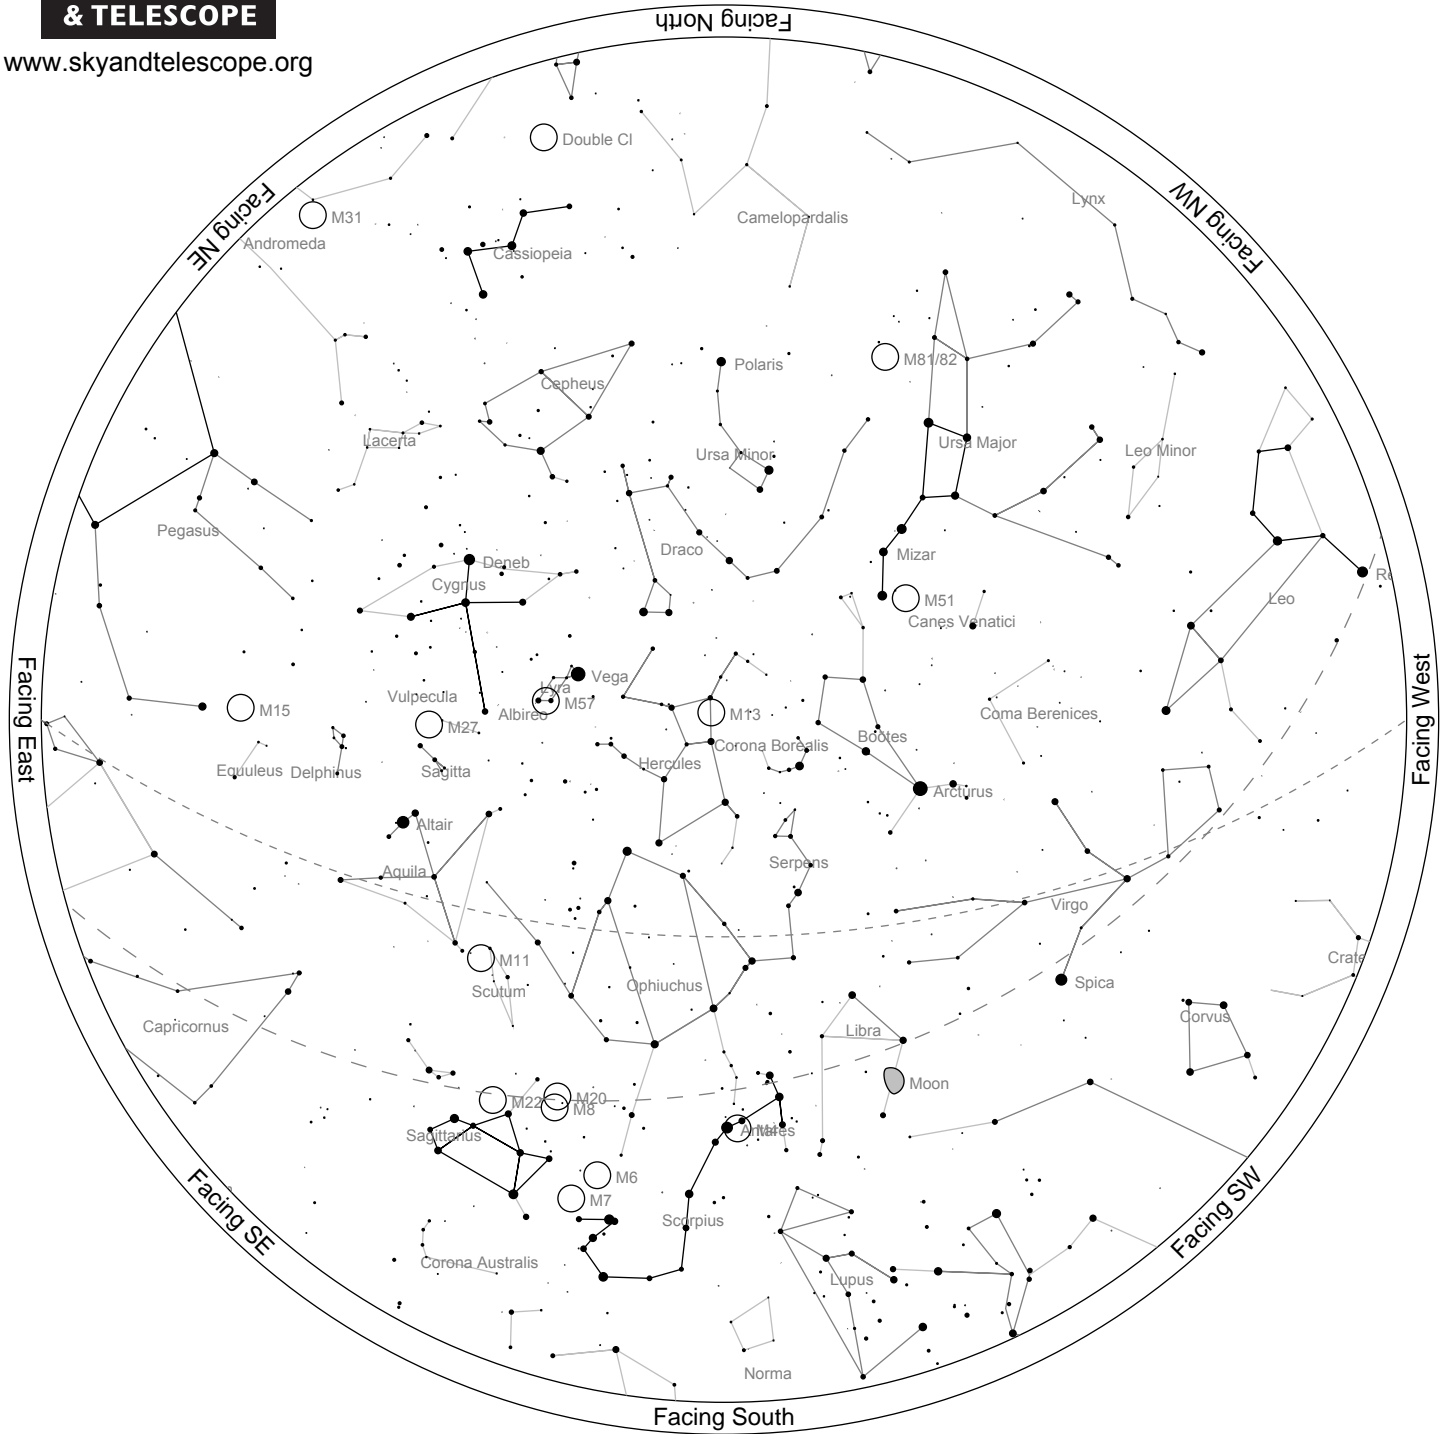 & TELESCOPE
www.skyandtelescope.org
Facing North
Double Cl
Facing NE
Facing NW
M31
Lynx
Camelopardalis
Andromeda
Cassiopeia
Polaris
M81/82
Cepheus
Lacerta
Ursa Major
Ursa Minor
Leo Minor
Pegasus
Draco
Mizar
Deneb
Cygnus
Re
M51
Leo
Canes Venatici
Vega
Lyra
Vulpecula
M57
Albireo
M15
M27
M13
Coma Berenices
Facing East
Facing West
Boötes
Corona Borealis
Hercules
Equuleus
Delphinus
Sagitta
Arcturus
Altair
Serpens
Aquila
Virgo
M11
Crate
Spica
Scutum
Ophiuchus
Corvus
Capricornus
Libra
Moon
M20
M22
M8
Sagittarius
Antares
M4
M6
M7
Facing SE
Facing SW
Scorpius
Corona Australis
Lupus
Norma
Facing South